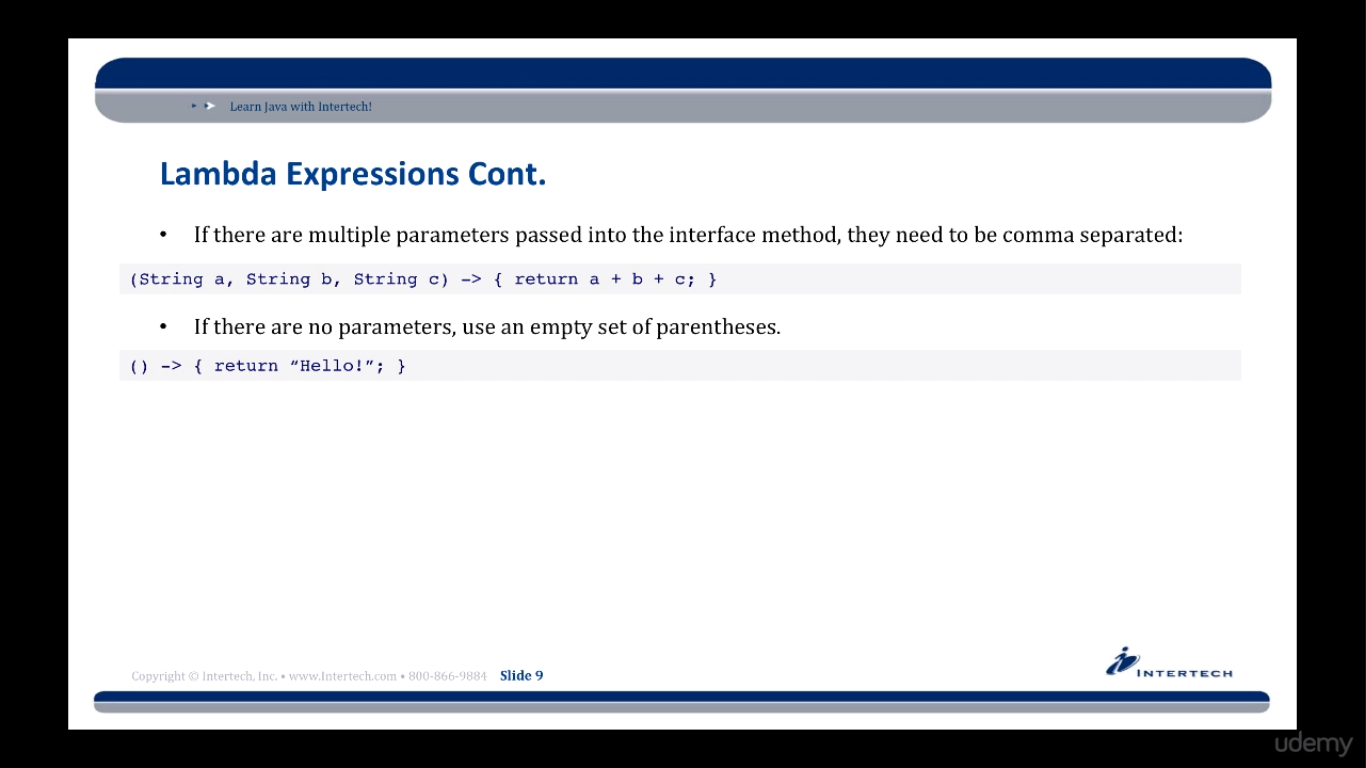 Learn Java with Intertech!
Lambda Expressions Cont.
• If there are multiple parameters passed into the interface method, they need to be comma separated:
(String a, String b, String c) -> { return a + b + c; }
• If there are no parameters, use an empty set of parentheses.
() -> { return “Hello!”; }
Copyright © Intertech, Inc. • www.Intertech.com • 800-866-9884 Slide 9
INTERTECH
udemy